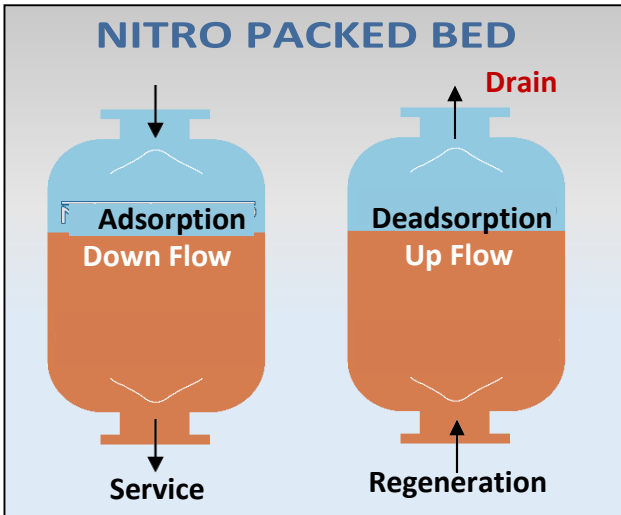 NITRO PACKED BED
Drain
Adsorption
Down Flow
Deadsorption
Up Flow
Service
Regeneration